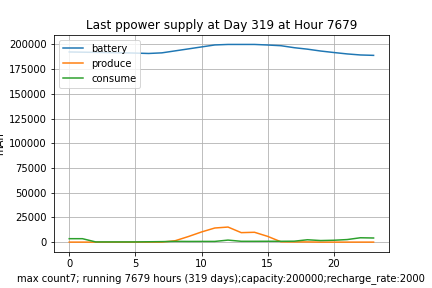 Last ppower supply at Day 319 at Hour 7679
200000
175000
150000
125000
100000
75000
50000
25000
0
battery
produce
consume
0 5 10 15 20
max count7; running 7679 hours (319 days);capacity:200000;recharge_rate:2000